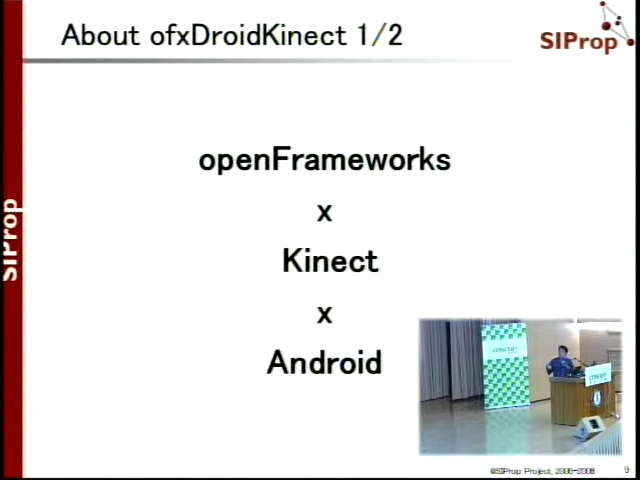 About ofxDroidKinect 1/2
SIProp
SIProp
openFrameworks
x
Kinect
x
Android
©SIProp Project, 2006-2008
9